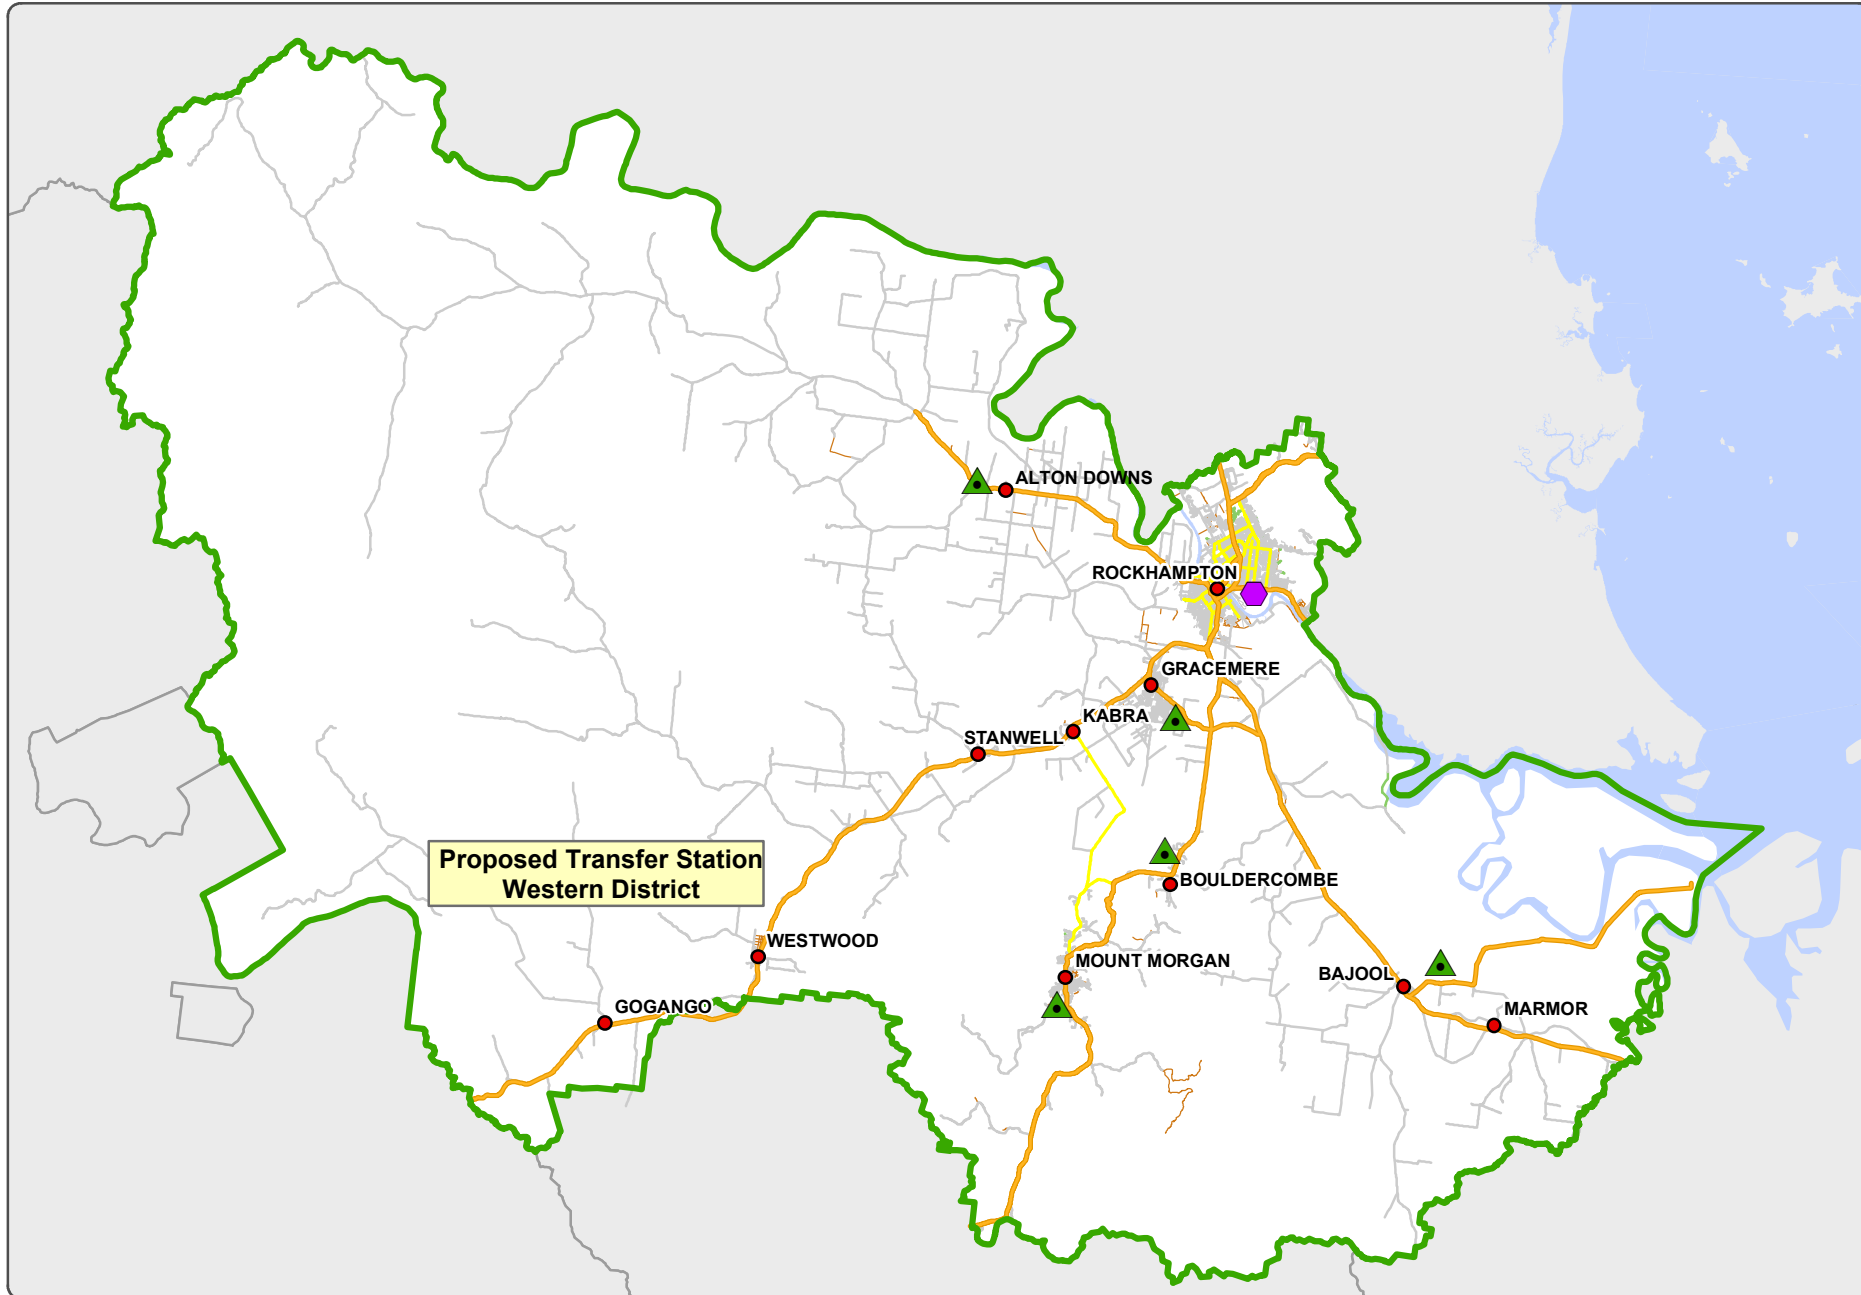 ALTON DOWNS
ROCKHAMPTON
GRACEMERE
KABRA
STANWELL
Proposed Transfer Station
Western District
BOULDERCOMBE
WESTWOOD
MOUNT MORGAN
BAJOOL
GOGANGO
MARMOR